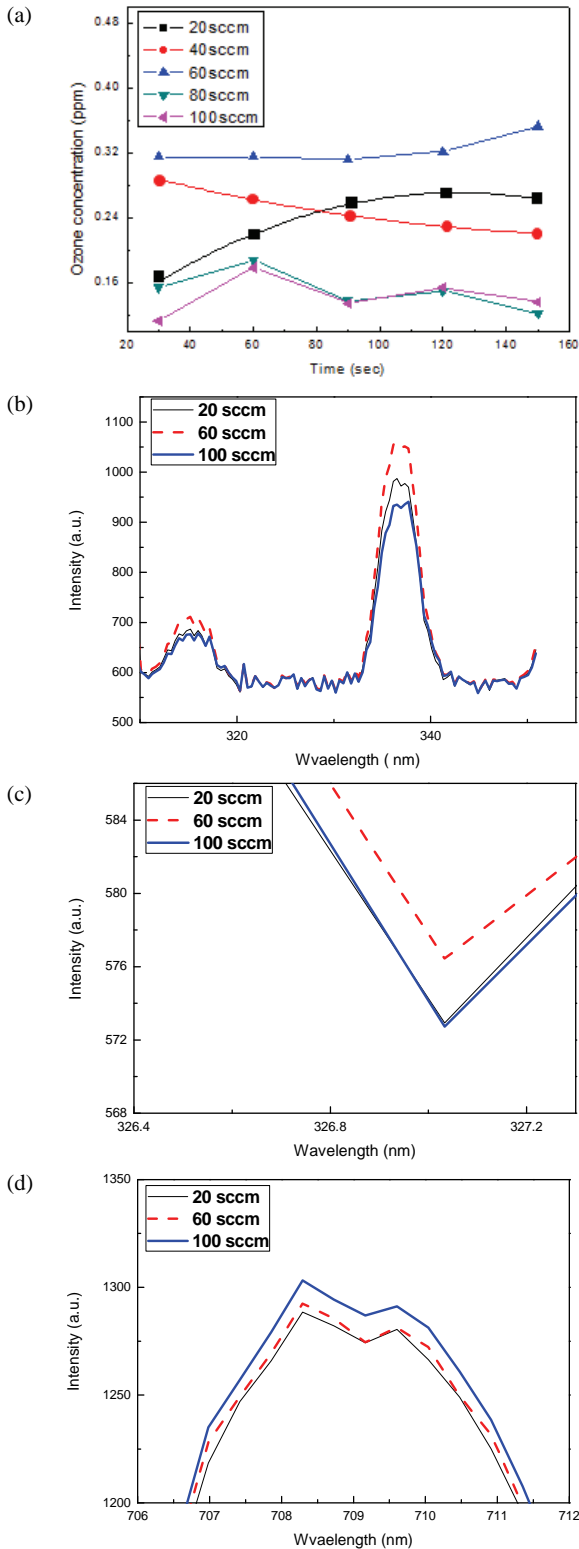 (a)
0.48
0.40
0.32
0.24
0.16
Ozone concentration (ppm)
20sccm
40sccm
60sccm
80sccm
100sccm
20 40 60 80 100 120 140 160
Time (sec)
(b)
1100
1000
900
800
700
600
500
Intensity (a.u.)
20 sccm
60 sccm
100 sccm
320 340
Wvaelength ( nm)
(c)
584
580
576
572
568
Intensity (a.u.)
20 sccm
60 sccm
100 sccm
326.4 326.8 327.2
Wavelength (nm)
(d)
1350
1300
1250
1200
Intensity (a.u.)
20 sccm
60 sccm
100 sccm
706 707 708 709 710 711 712
Wvaelength (nm)